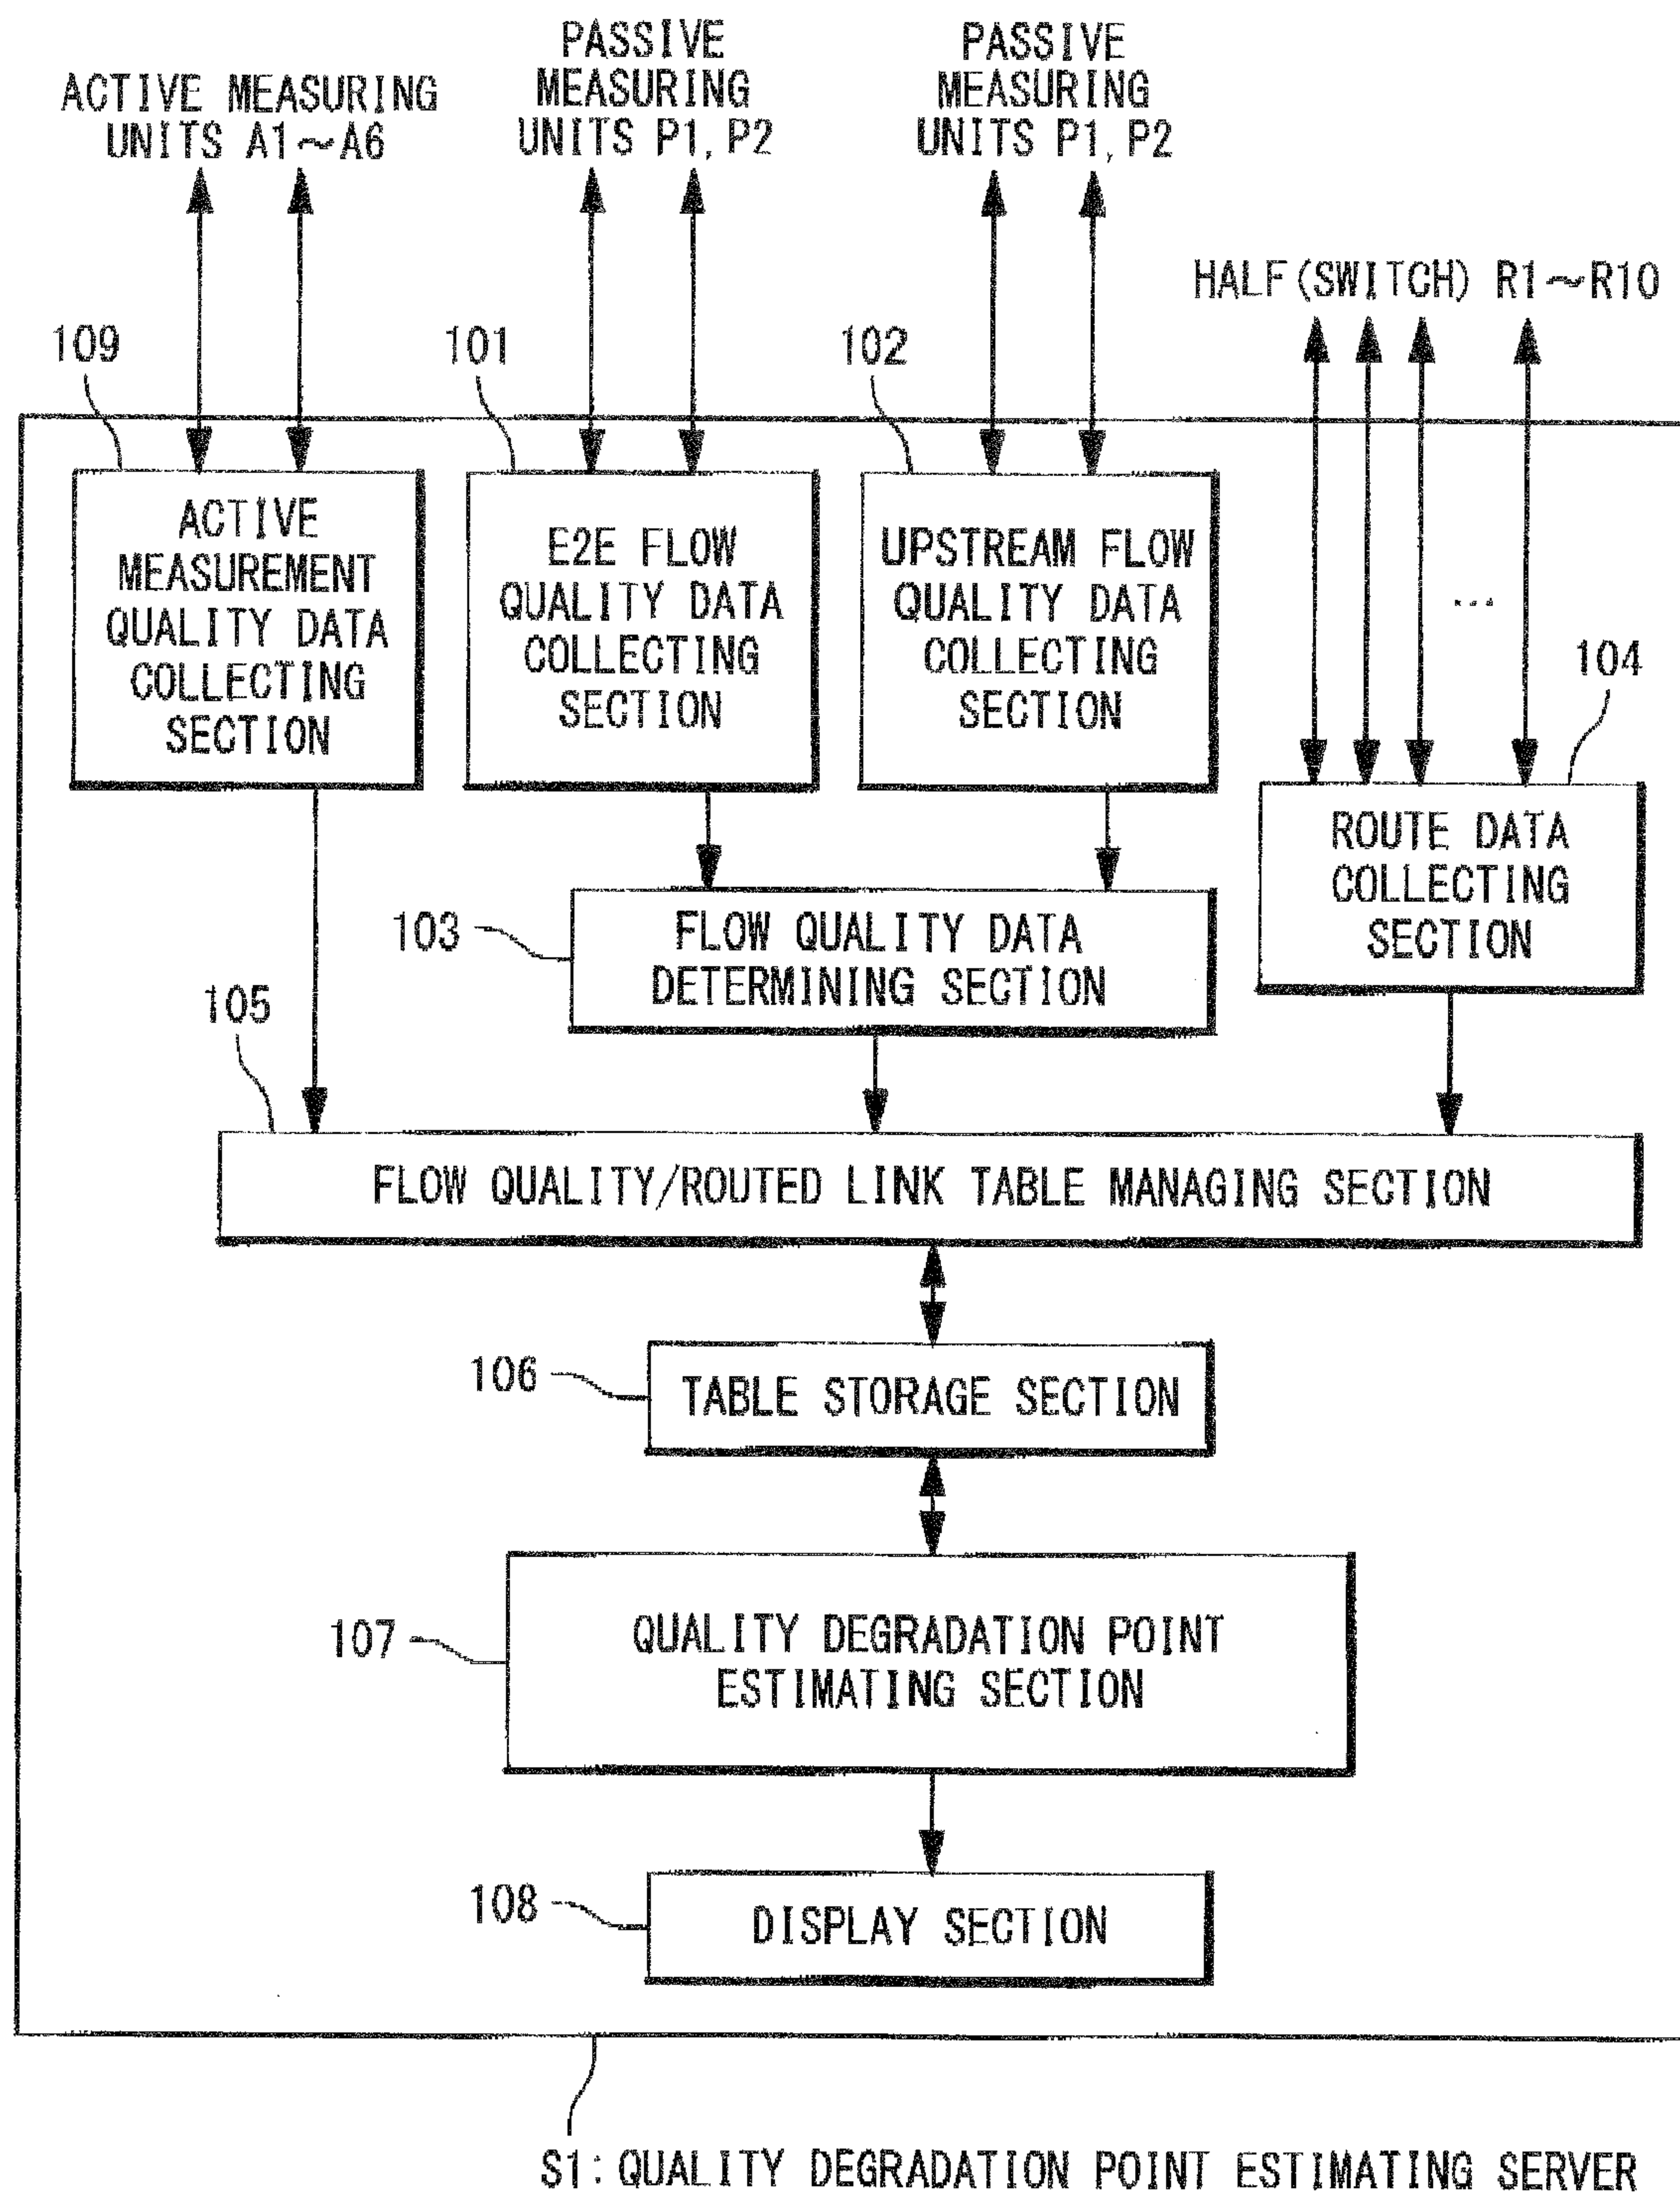 ACTIVE MEASURING
UNITS A1~A6
PASSIVE
MEASURING
UNITS P1, P2
PASSIVE
MEASURING
UNITS P1, P2
HALF(SWITCH) R1~R10
109
101
102
ACTIVE
MEASUREMENT
QUALITY DATA
COLLECTING
SECTION
E2E FLOW
QUALITY DATA
COLLECTING
SECTION
UPSTREAM FLOW
QUALITY DATA
COLLECTING
SECTION
...
104
ROUTE DATA
COLLECTING
SECTION
103
FLOW QUALITY DATA
DETERMINING SECTION
105
FLOW QUALITY/ROUTED LINK TABLE MANAGING SECTION
106
TABLE STORAGE SECTION
107
QUALITY DEGRADATION POINT
ESTIMATING SECTION
108
DISPLAY SECTION
S1:QUALITY DEGRADATION POINT ESTIMATING SERVER